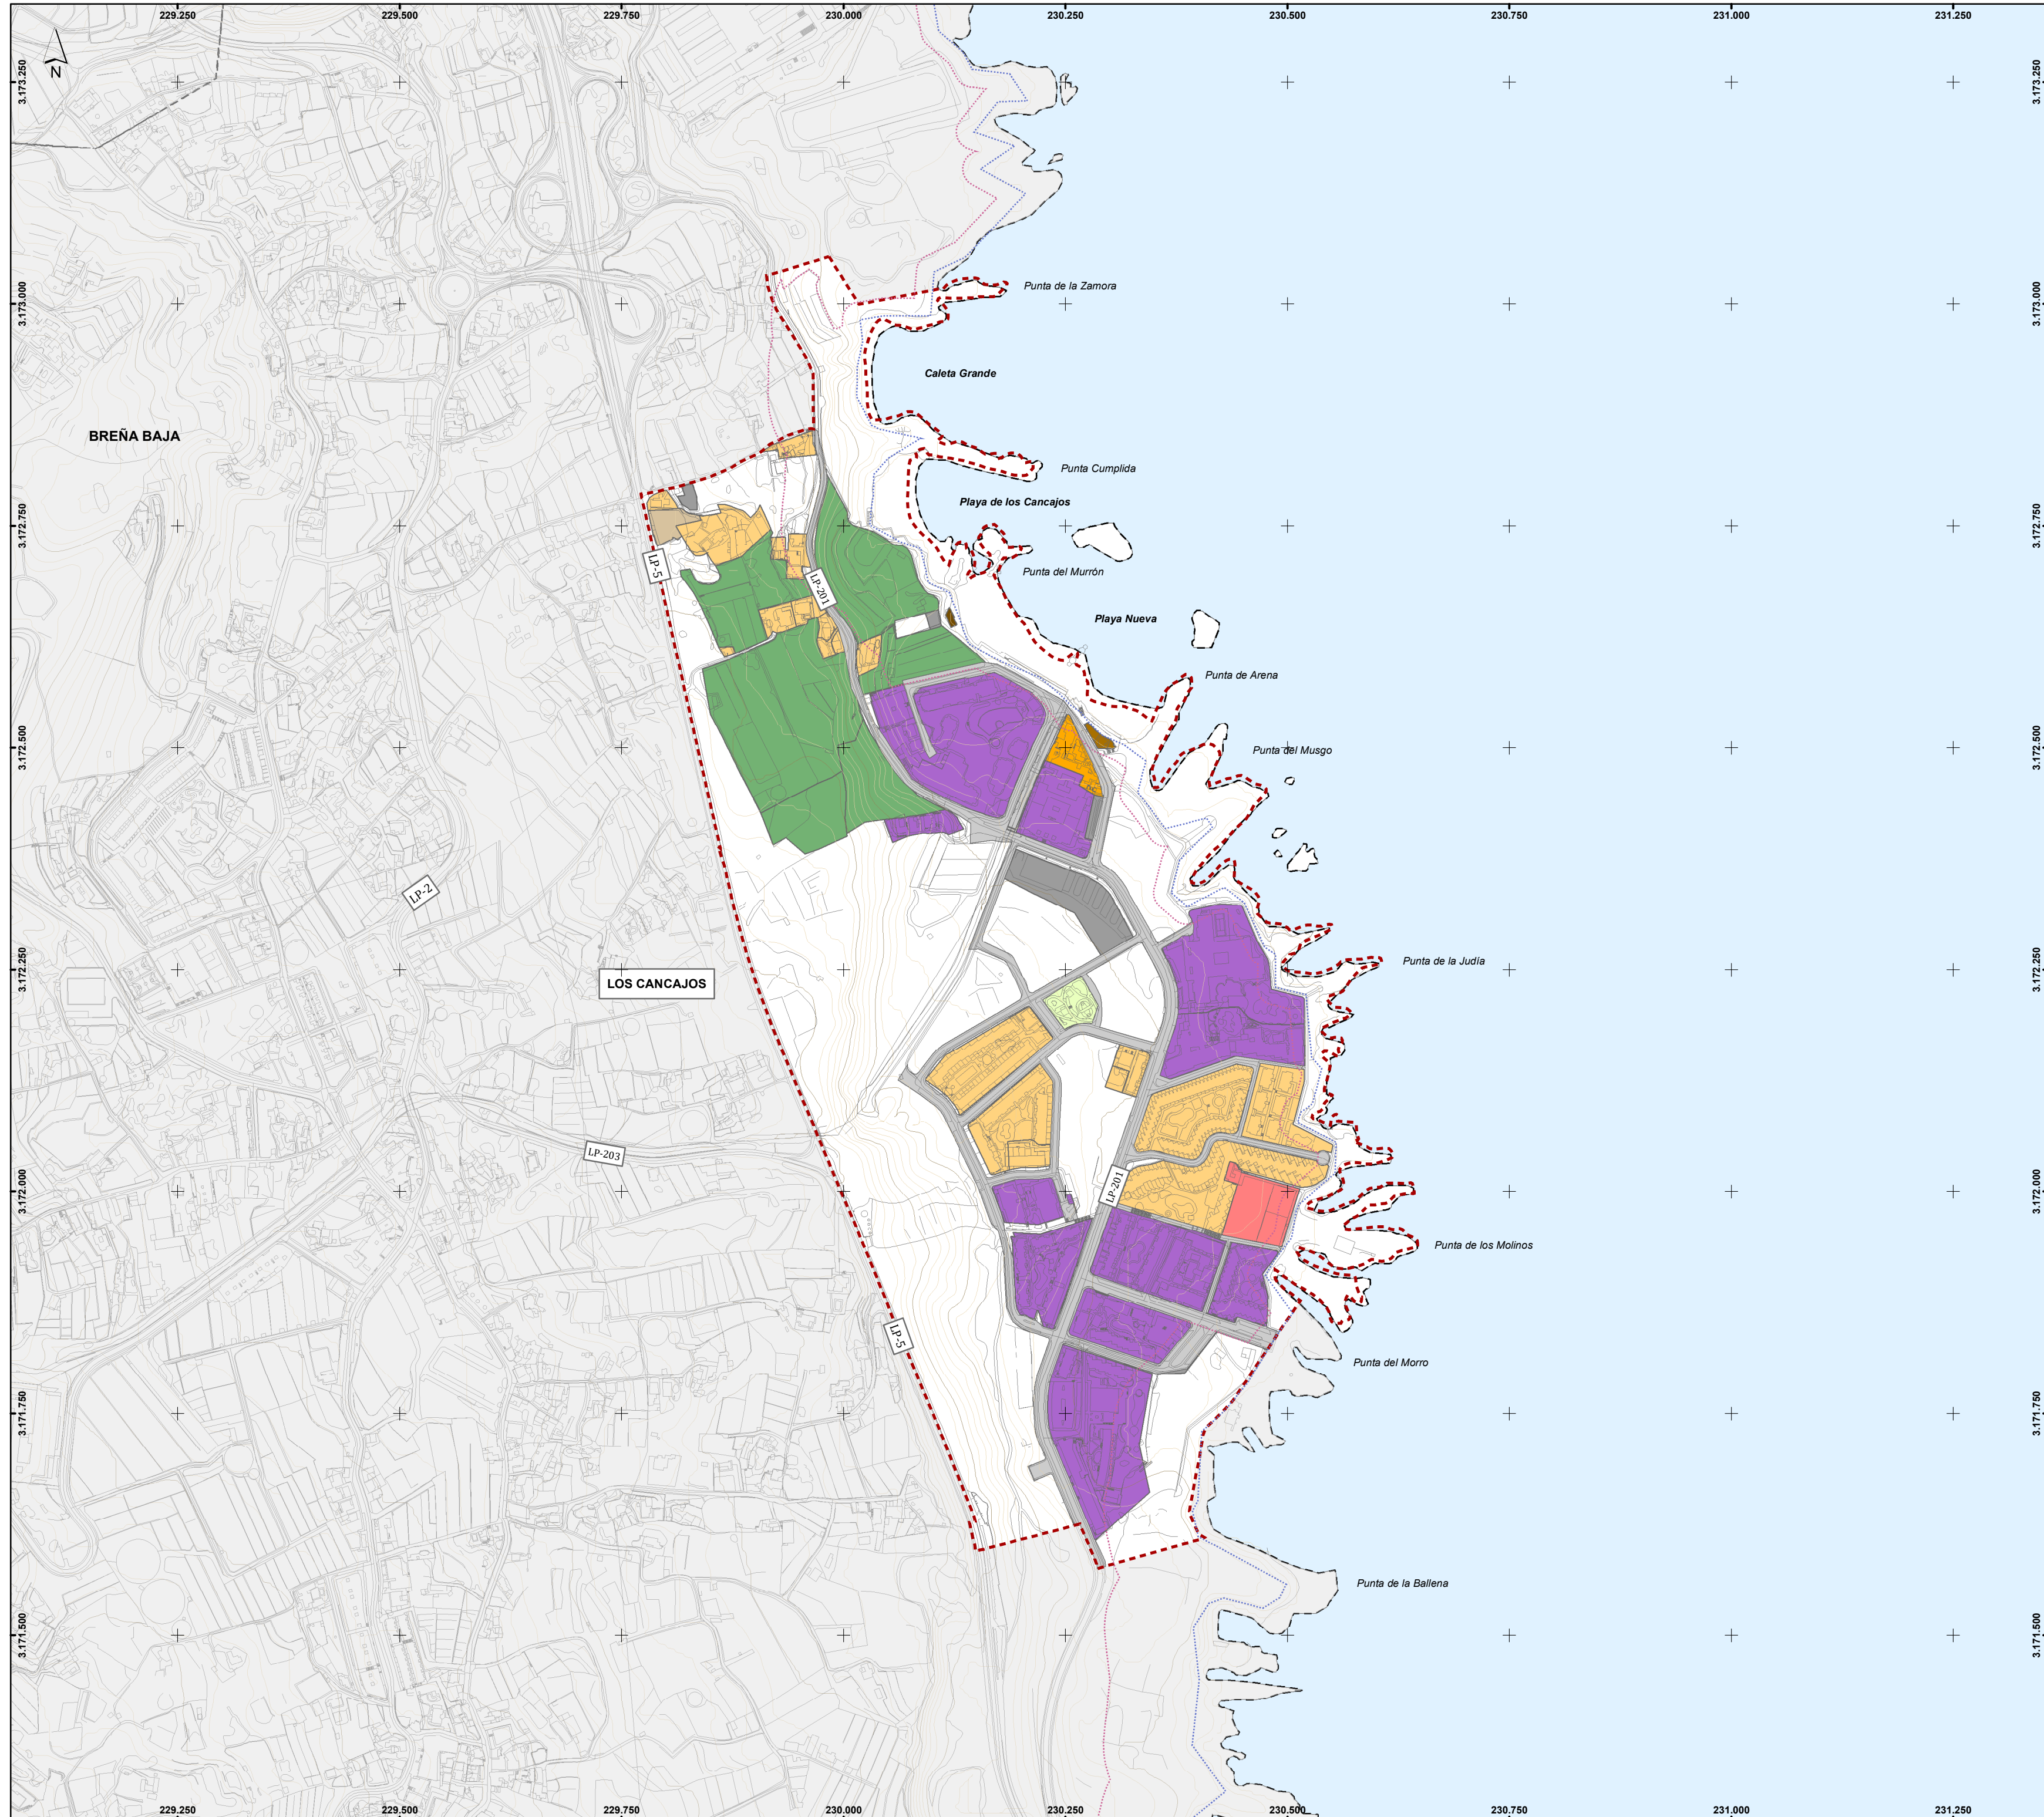 229.250 229.500 229.750 230.000 230.250 230.500 230.750 231.000 231.250
N
3.173.250 3.173.250
Punta de la Zamora
3.173.000 3.173.000
Caleta Grande
BREÑA BAJA
Punta Cumplida
Playa de los Cancajos
3.172.750 3.172.750
LP-5
Punta del Murrón
LP-201
Playa Nueva
Punta de Arena
3.172.500 3.172.500
Punta del Musgo
LP-2
Punta de la Judía
3.172.250 3.172.250
LOS CANCAJOS
LP-203
LP-201
3.172.000 3.172.000
Punta de los Molinos
LP-5
Punta del Morro
3.171.750 3.171.750
Punta de la Ballena
3.171.500 3.171.500
229.250 229.500 229.750 230.000 230.250 230.500 230.750 231.000 231.250